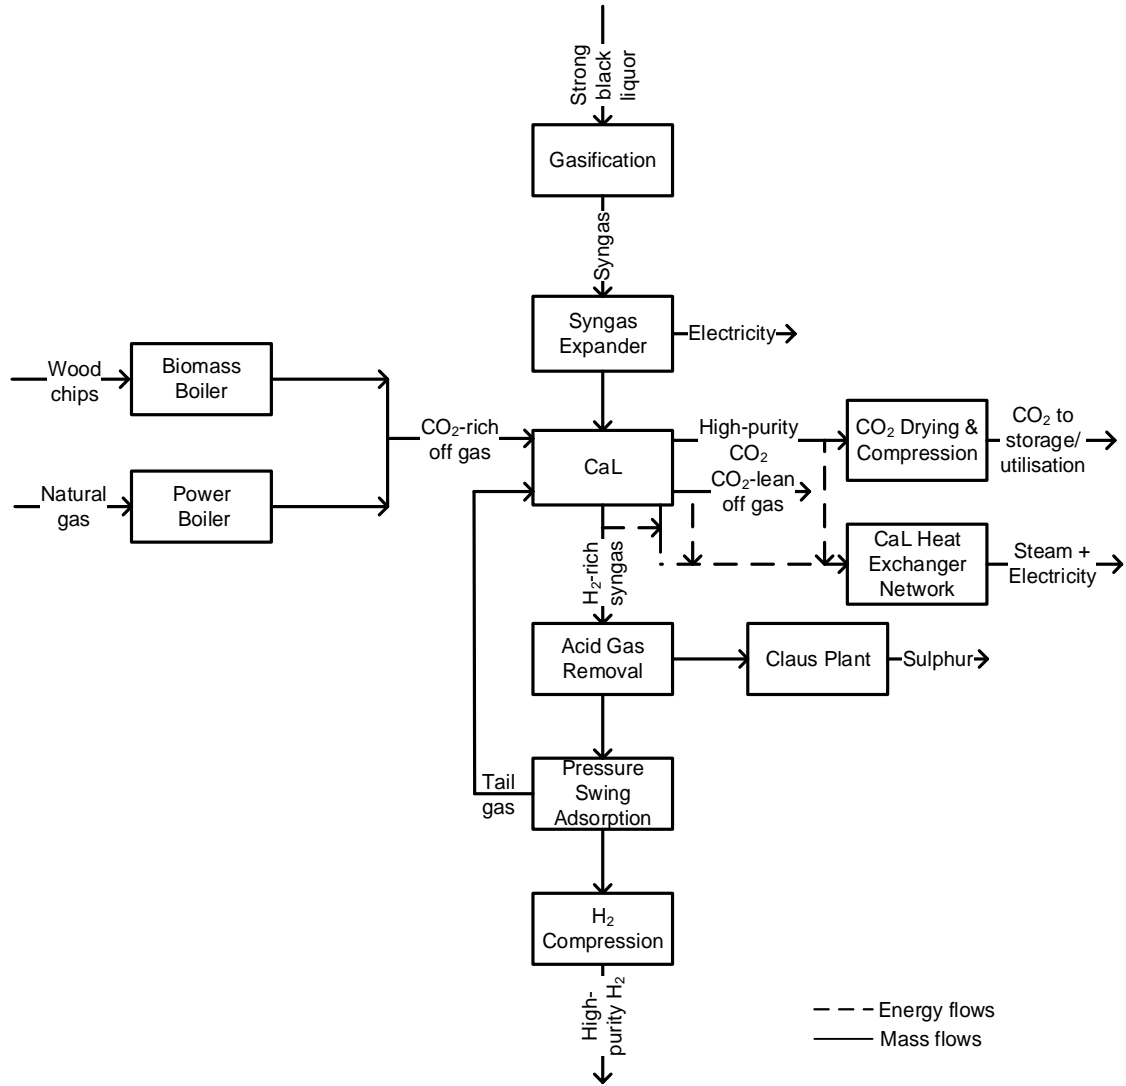 Strong
black
liquor
Gasification
Syngas
Syngas
Expander
Electricity
Wood
chips
Biomass
Boiler
Natural
gas
Power
Boiler
CO₂-rich
off gas
CaL
High-purity
CO₂
CO₂-lean
off gas
CO₂ Drying &
Compression
CO₂ to
storage/
utilisation
CaL Heat
Exchanger
Network
Steam +
Electricity
H₂-rich
syngas
Acid Gas
Removal
Claus Plant
Sulphur
Pressure
Swing
Adsorption
Tail
gas
H₂
Compression
High-
purity H₂
Energy flows
Mass flows